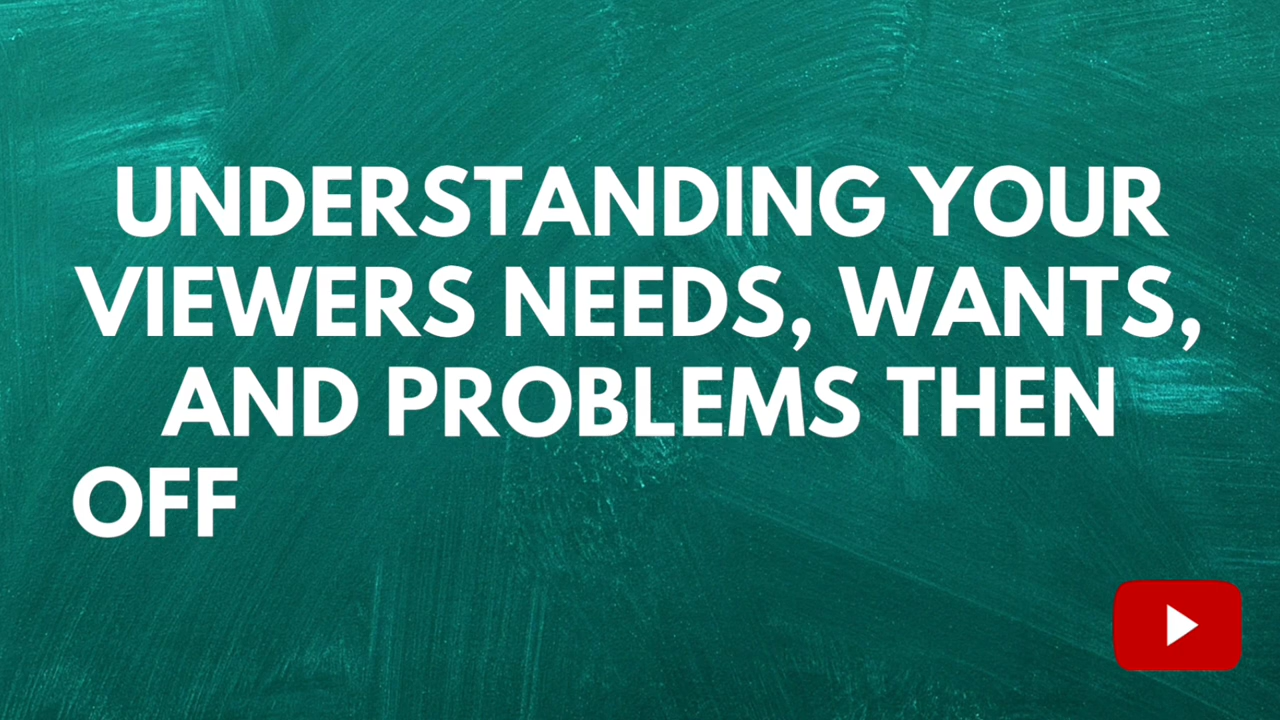 UNDERSTANDING YOUR
VIEWERS NEEDS, WANTS,
AND PROBLEMS THEN
OFF